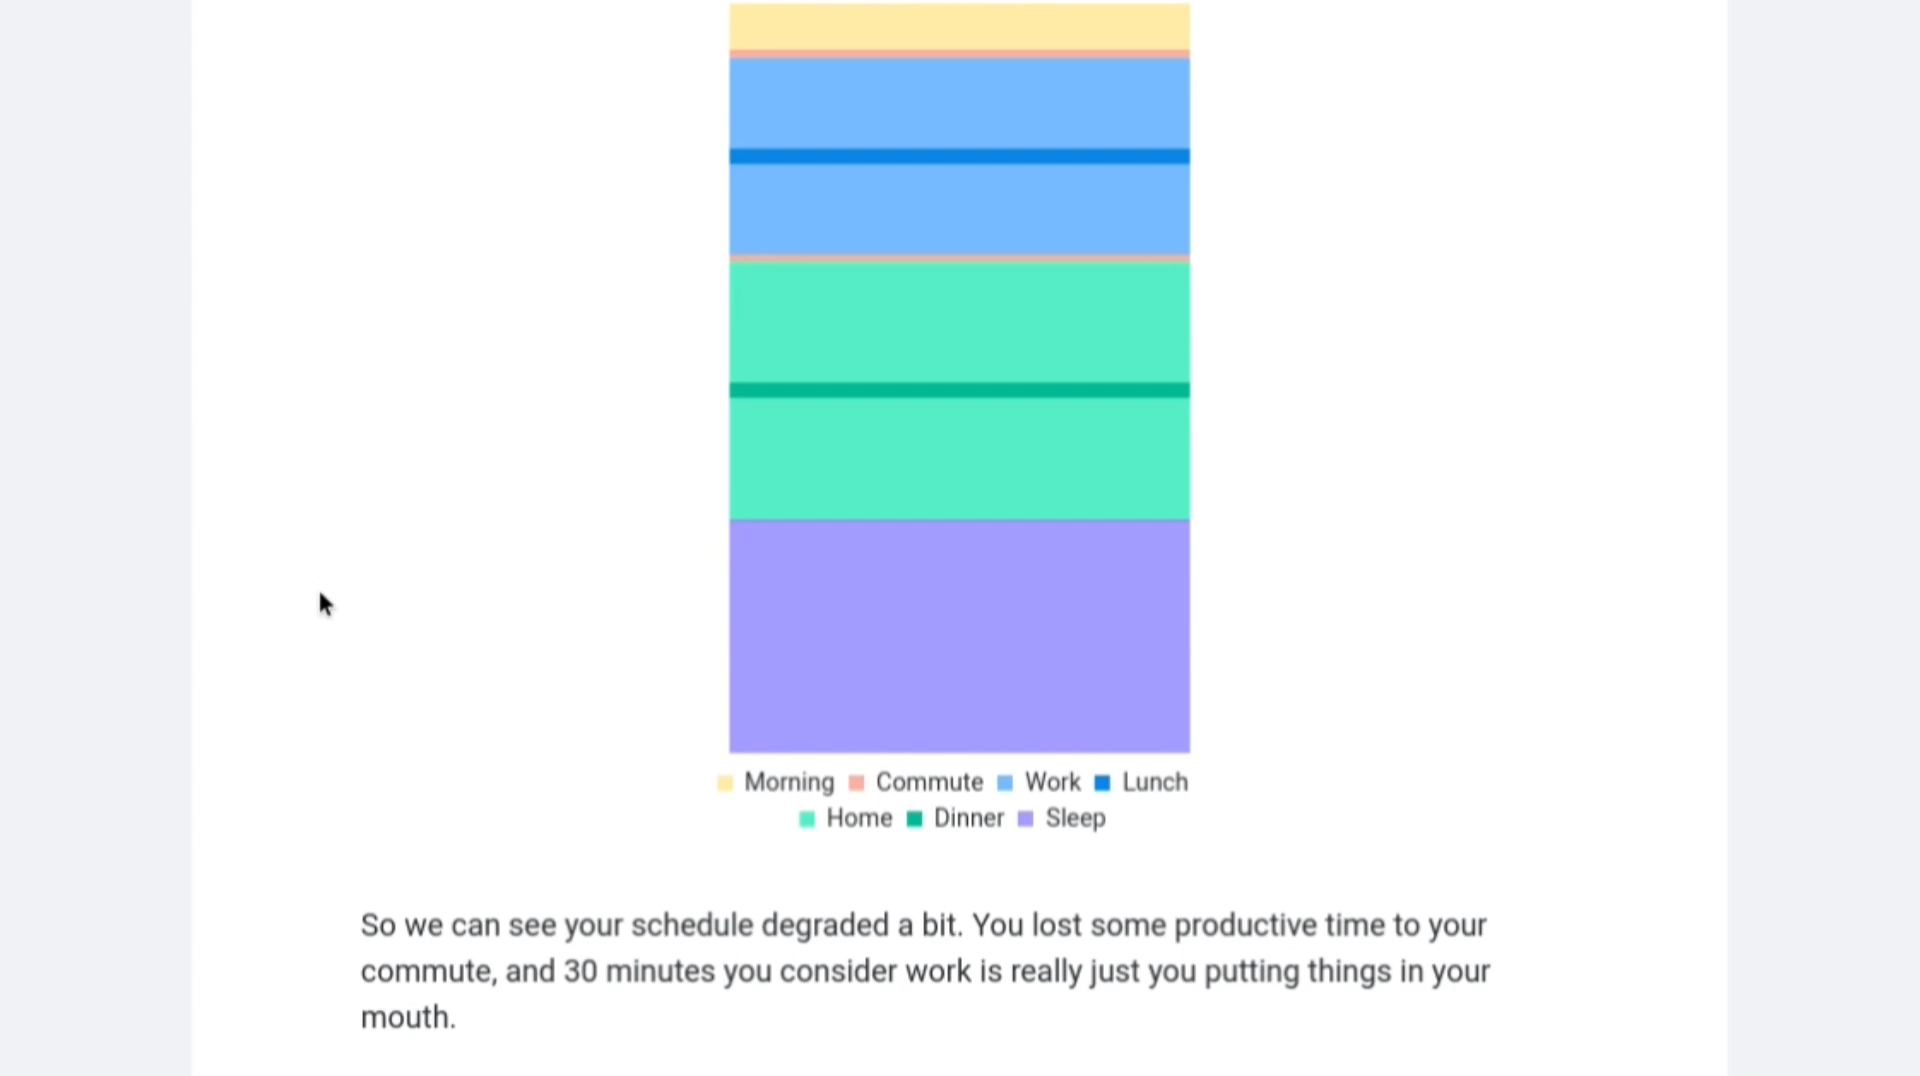 Morning Commute Work Lunch
Home Dinner Sleep
So we can see your schedule degraded a bit. You lost some productive time to your
commute, and 30 minutes you consider work is really just you putting things in your
mouth.